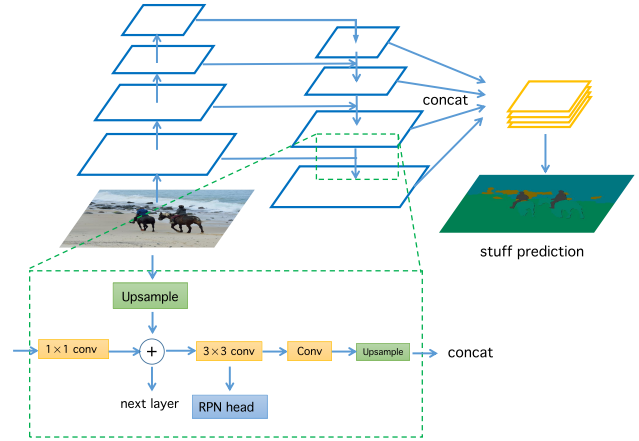 concat
stuff prediction
Upsample
1×1 conv
+
3×3 conv
Conv
Upsample
concat
next layer
RPN head